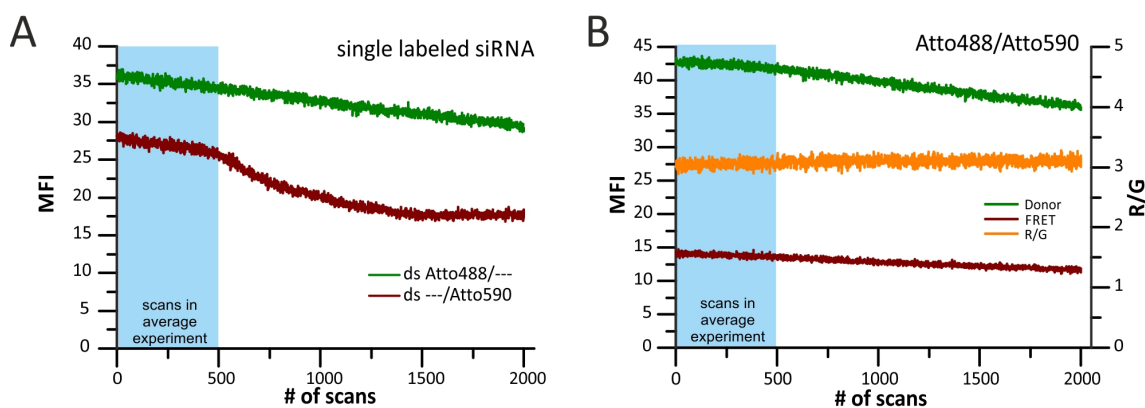 A
single labeled siRNA
40
35
30
25
20
15
10
5
0
MFI
ds Atto488/---
ds ---/Atto590
scans in
average
experiment
0
500
1000
1500
2000
# of scans
B
Atto488/Atto590
45
40
35
30
25
20
15
10
5
0
MFI
5
4
3
2
1
0
R/G
Donor
FRET
R/G
scans in
average
experiment
0
500
1000
1500
2000
# of scans